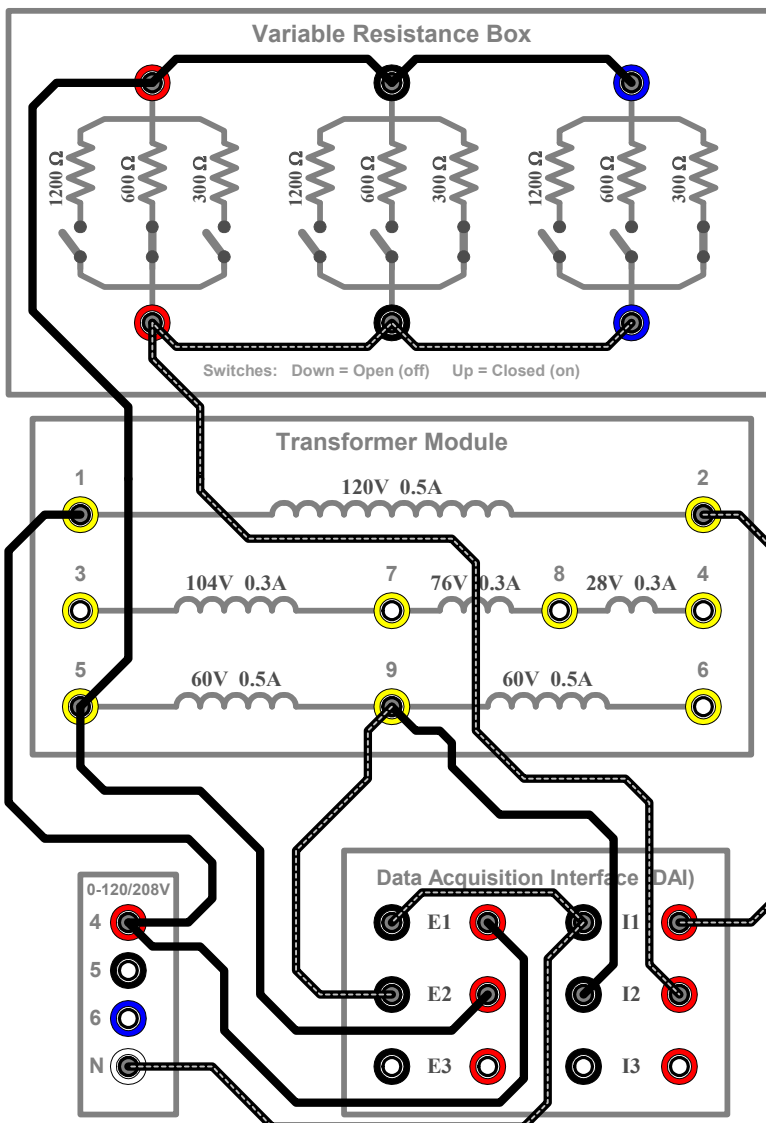 Variable Resistance Box
1200 Ω 600 Ω 300 Ω 1200 Ω 600 Ω 300 Ω 1200 Ω 600 Ω 300 Ω
Switches: Down = Open (off) Up = Closed (on)
Transformer Module
1 120V 0.5A 2
3 104V 0.3A 7 76V 0.3A 8 28V 0.3A 4
5 60V 0.5A 9 60V 0.5A 6
0-120/208V
4
5
6
N
Data Acquisition Interface (DAI)
E1 I1
E2 I2
E3 I3